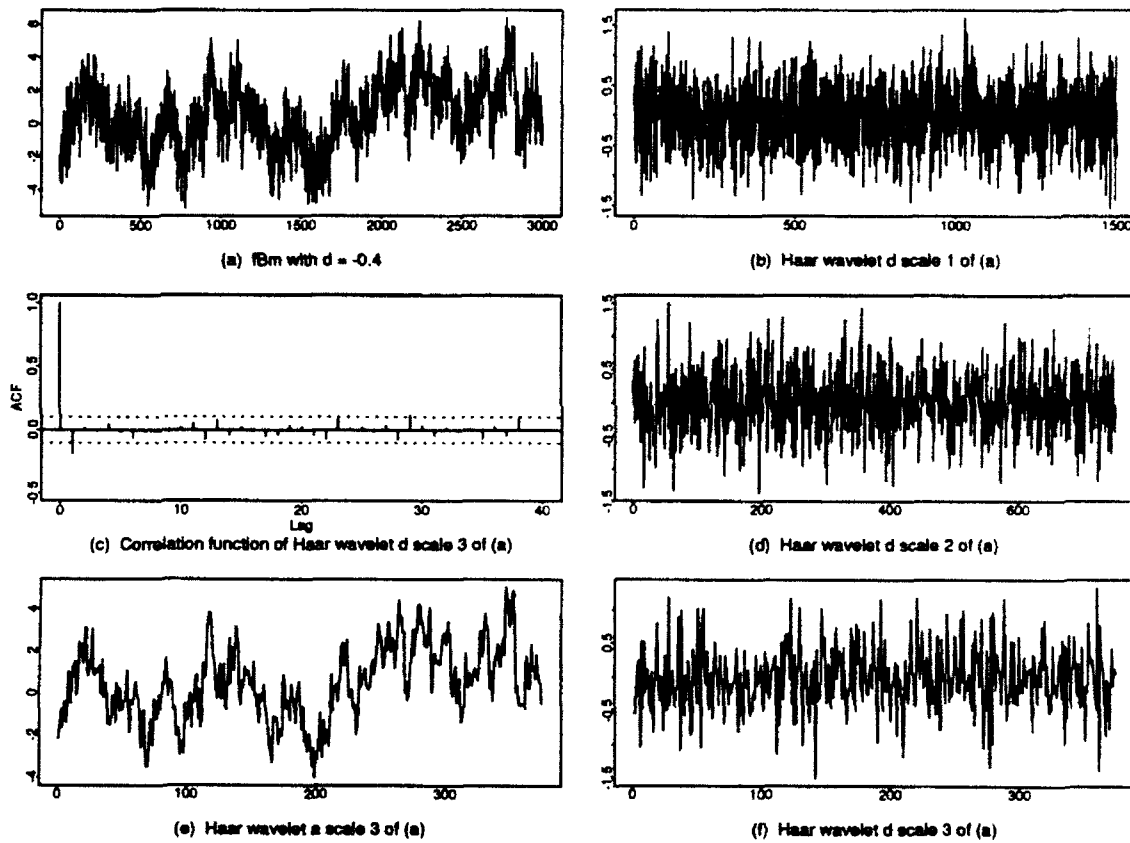 6
4
2
0
-2
-4
0 500 1000 1500 2000 2500 3000
(a) fBm with d = -0.4
1.5
0.5
-0.5
-1.5
0 500 1000 1500
(b) Haar wavelet d scale 1 of (a)
1.0
0.5
0.0
-0.5
ACF
0 10 20 30 40
Lag
(c) Correlation function of Haar wavelet d scale 3 of (a)
1.5
0.5
-0.5
-1.5
0 200 400 600
(d) Haar wavelet d scale 2 of (a)
4
2
0
-2
-4
0 100 200 300
(e) Haar wavelet a scale 3 of (a)
0.5
-0.5
-1.5
0 100 200 300
(f) Haar wavelet d scale 3 of (a)